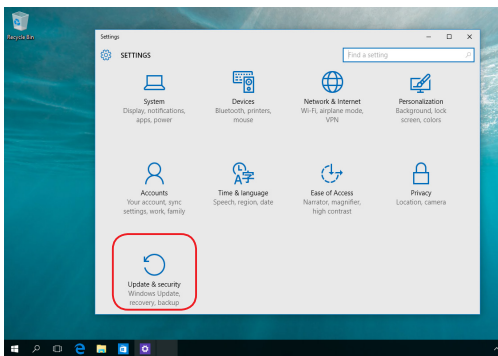 Recycle Bin
Settings
SETTINGS
Find a setting
System
Display, notifications,
apps, power
Devices
Bluetooth, printers,
mouse
Network & Internet
Wi-Fi, airplane mode,
VPN
Personalization
Background, lock
screen, colors
Accounts
Your account, sync
settings, work, family
Time & language
Speech, region, date
Ease of Access
Narrator, magnifier,
high contrast
Privacy
Location, camera
Update & security
Windows Update,
recovery, backup